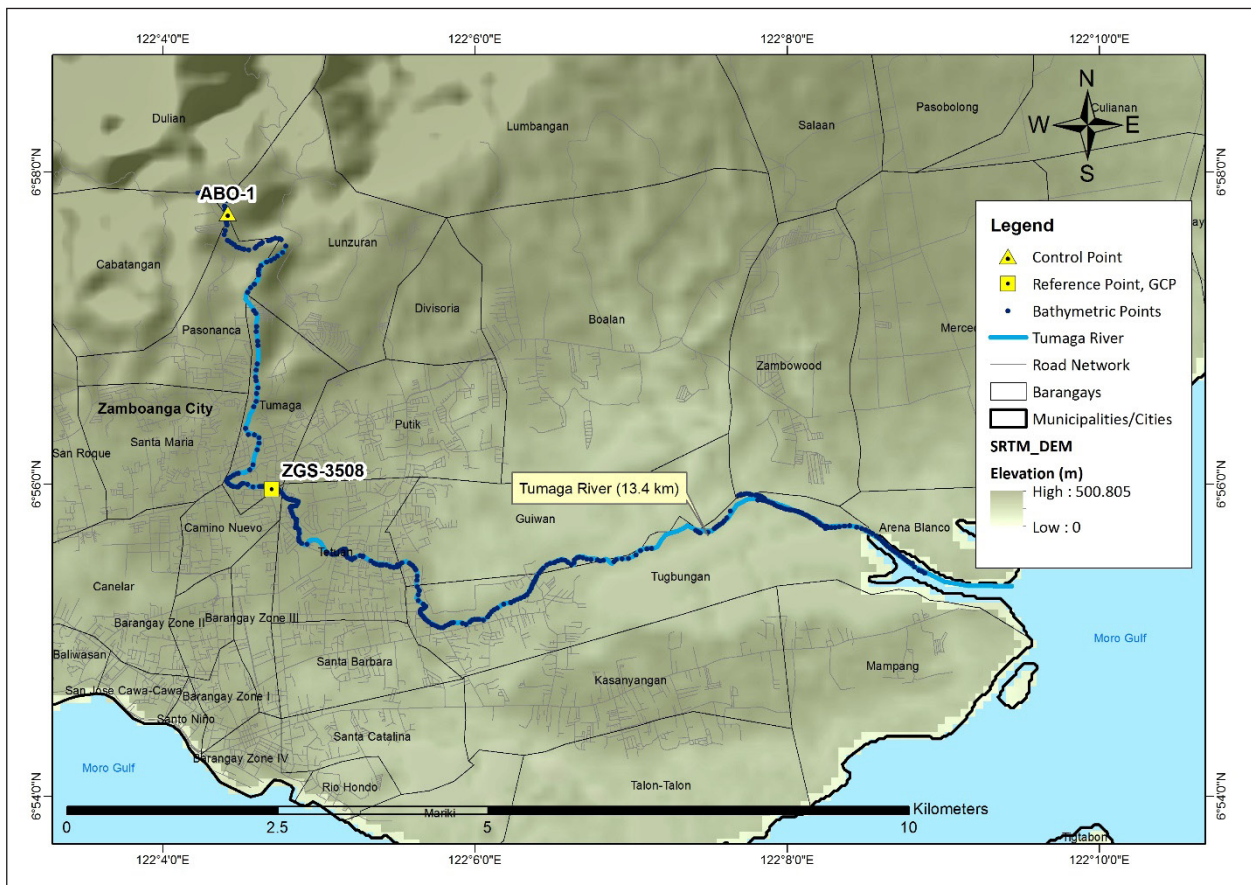 122°4'0"E
122°6'0"E
122°8'0"E
122°10'0"E
6°58'0"N
6°58'0"N
6°56'0"N
6°56'0"N
6°54'0"N
6°54'0"N
N
W E
S
Dulian
Lumbangan
Salaan
Pasobolong
Culianan
ABO-1
Lunzuran
Cabatangan
Pasonanca
Divisoria
Boalan
Merced
Zambowood
Zamboanga City
Tumaga
Putik
Santa Maria
San Roque
ZGS-3508
Tumaga River (13.4 km)
Guiwan
Arena Blanco
Camino Nuevo
Tetuan
Tugbungan
Canelar
Barangay Zone II
Barangay Zone III
Moro Gulf
Baliwasan
Santa Barbara
Mampang
Kasanyangan
San Jose Cawa-Cawa
Barangay Zone I
Santo Niño
Santa Catalina
Barangay Zone IV
Moro Gulf
Rio Hondo
Talon-Talon
Mariki
Tigtabon
Legend
Control Point
Reference Point, GCP
Bathymetric Points
Tumaga River
Road Network
Barangays
Municipalities/Cities
SRTM_DEM
Elevation (m)
High : 500.805
Low : 0
Kilometers
0 2.5 5 10
122°4'0"E
122°6'0"E
122°8'0"E
122°10'0"E